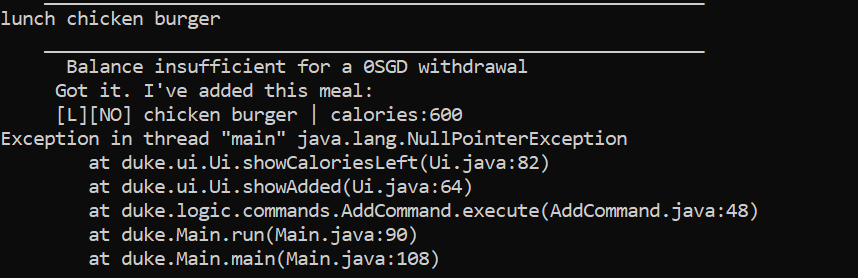 lunch chicken burger
Balance insufficient for a 0SGD withdrawal
Got it. I've added this meal:
[L][NO] chicken burger | calories:600
Exception in thread "main" java.lang.NullPointerException
at duke.ui.Ui.showCaloriesLeft(Ui.java:82)
at duke.ui.Ui.showAdded(Ui.java:64)
at duke.logic.commands.AddCommand.execute(AddCommand.java:48)
at duke.Main.run(Main.java:90)
at duke.Main.main(Main.java:108)